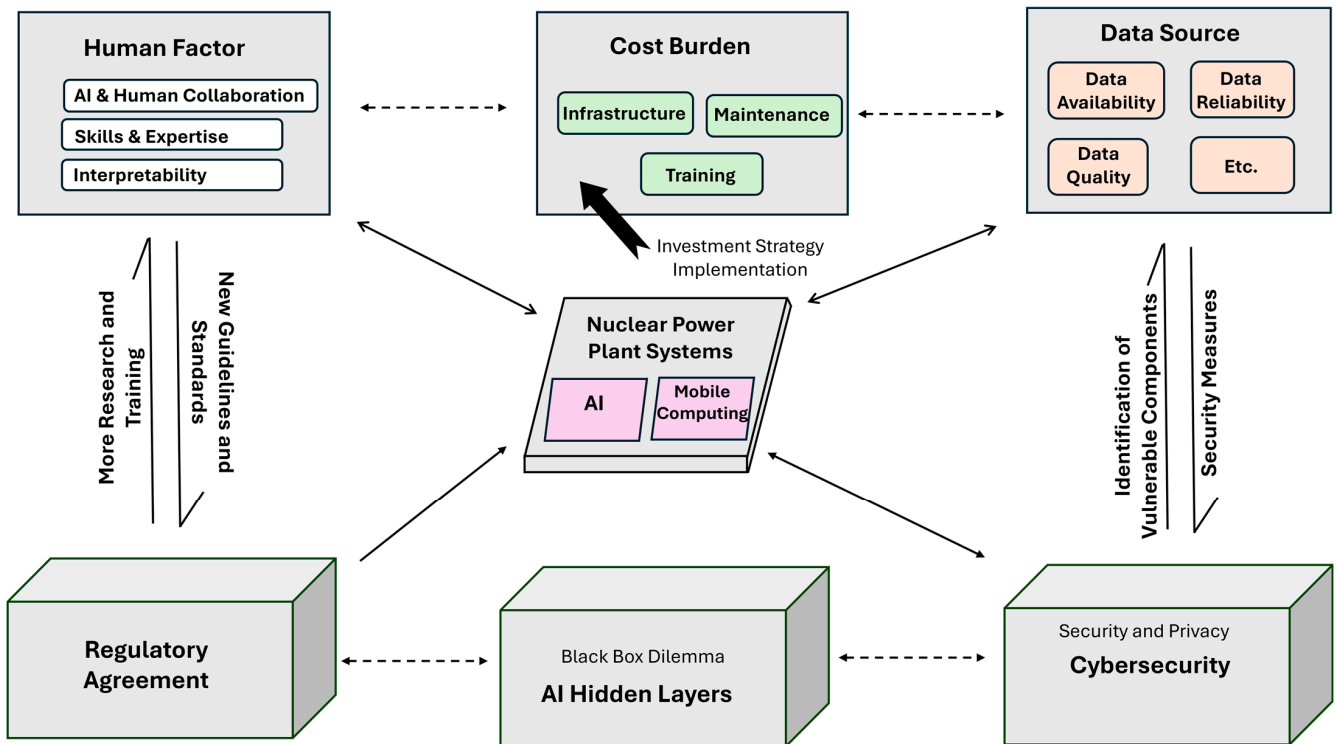 Human Factor
AI & Human Collaboration
Skills & Expertise
Interpretability
Cost Burden
Infrastructure
Maintenance
Training
Data Source
Data
Availability
Data
Reliability
Data
Quality
Etc.
Investment Strategy
Implementation
More Research and
Training
New Guidelines and
Standards
Nuclear Power
Plant Systems
AI
Mobile
Computing
Identification of
Vulnerable Components
Security Measures
Regulatory
Agreement
Black Box Dilemma
AI Hidden Layers
Security and Privacy
Cybersecurity